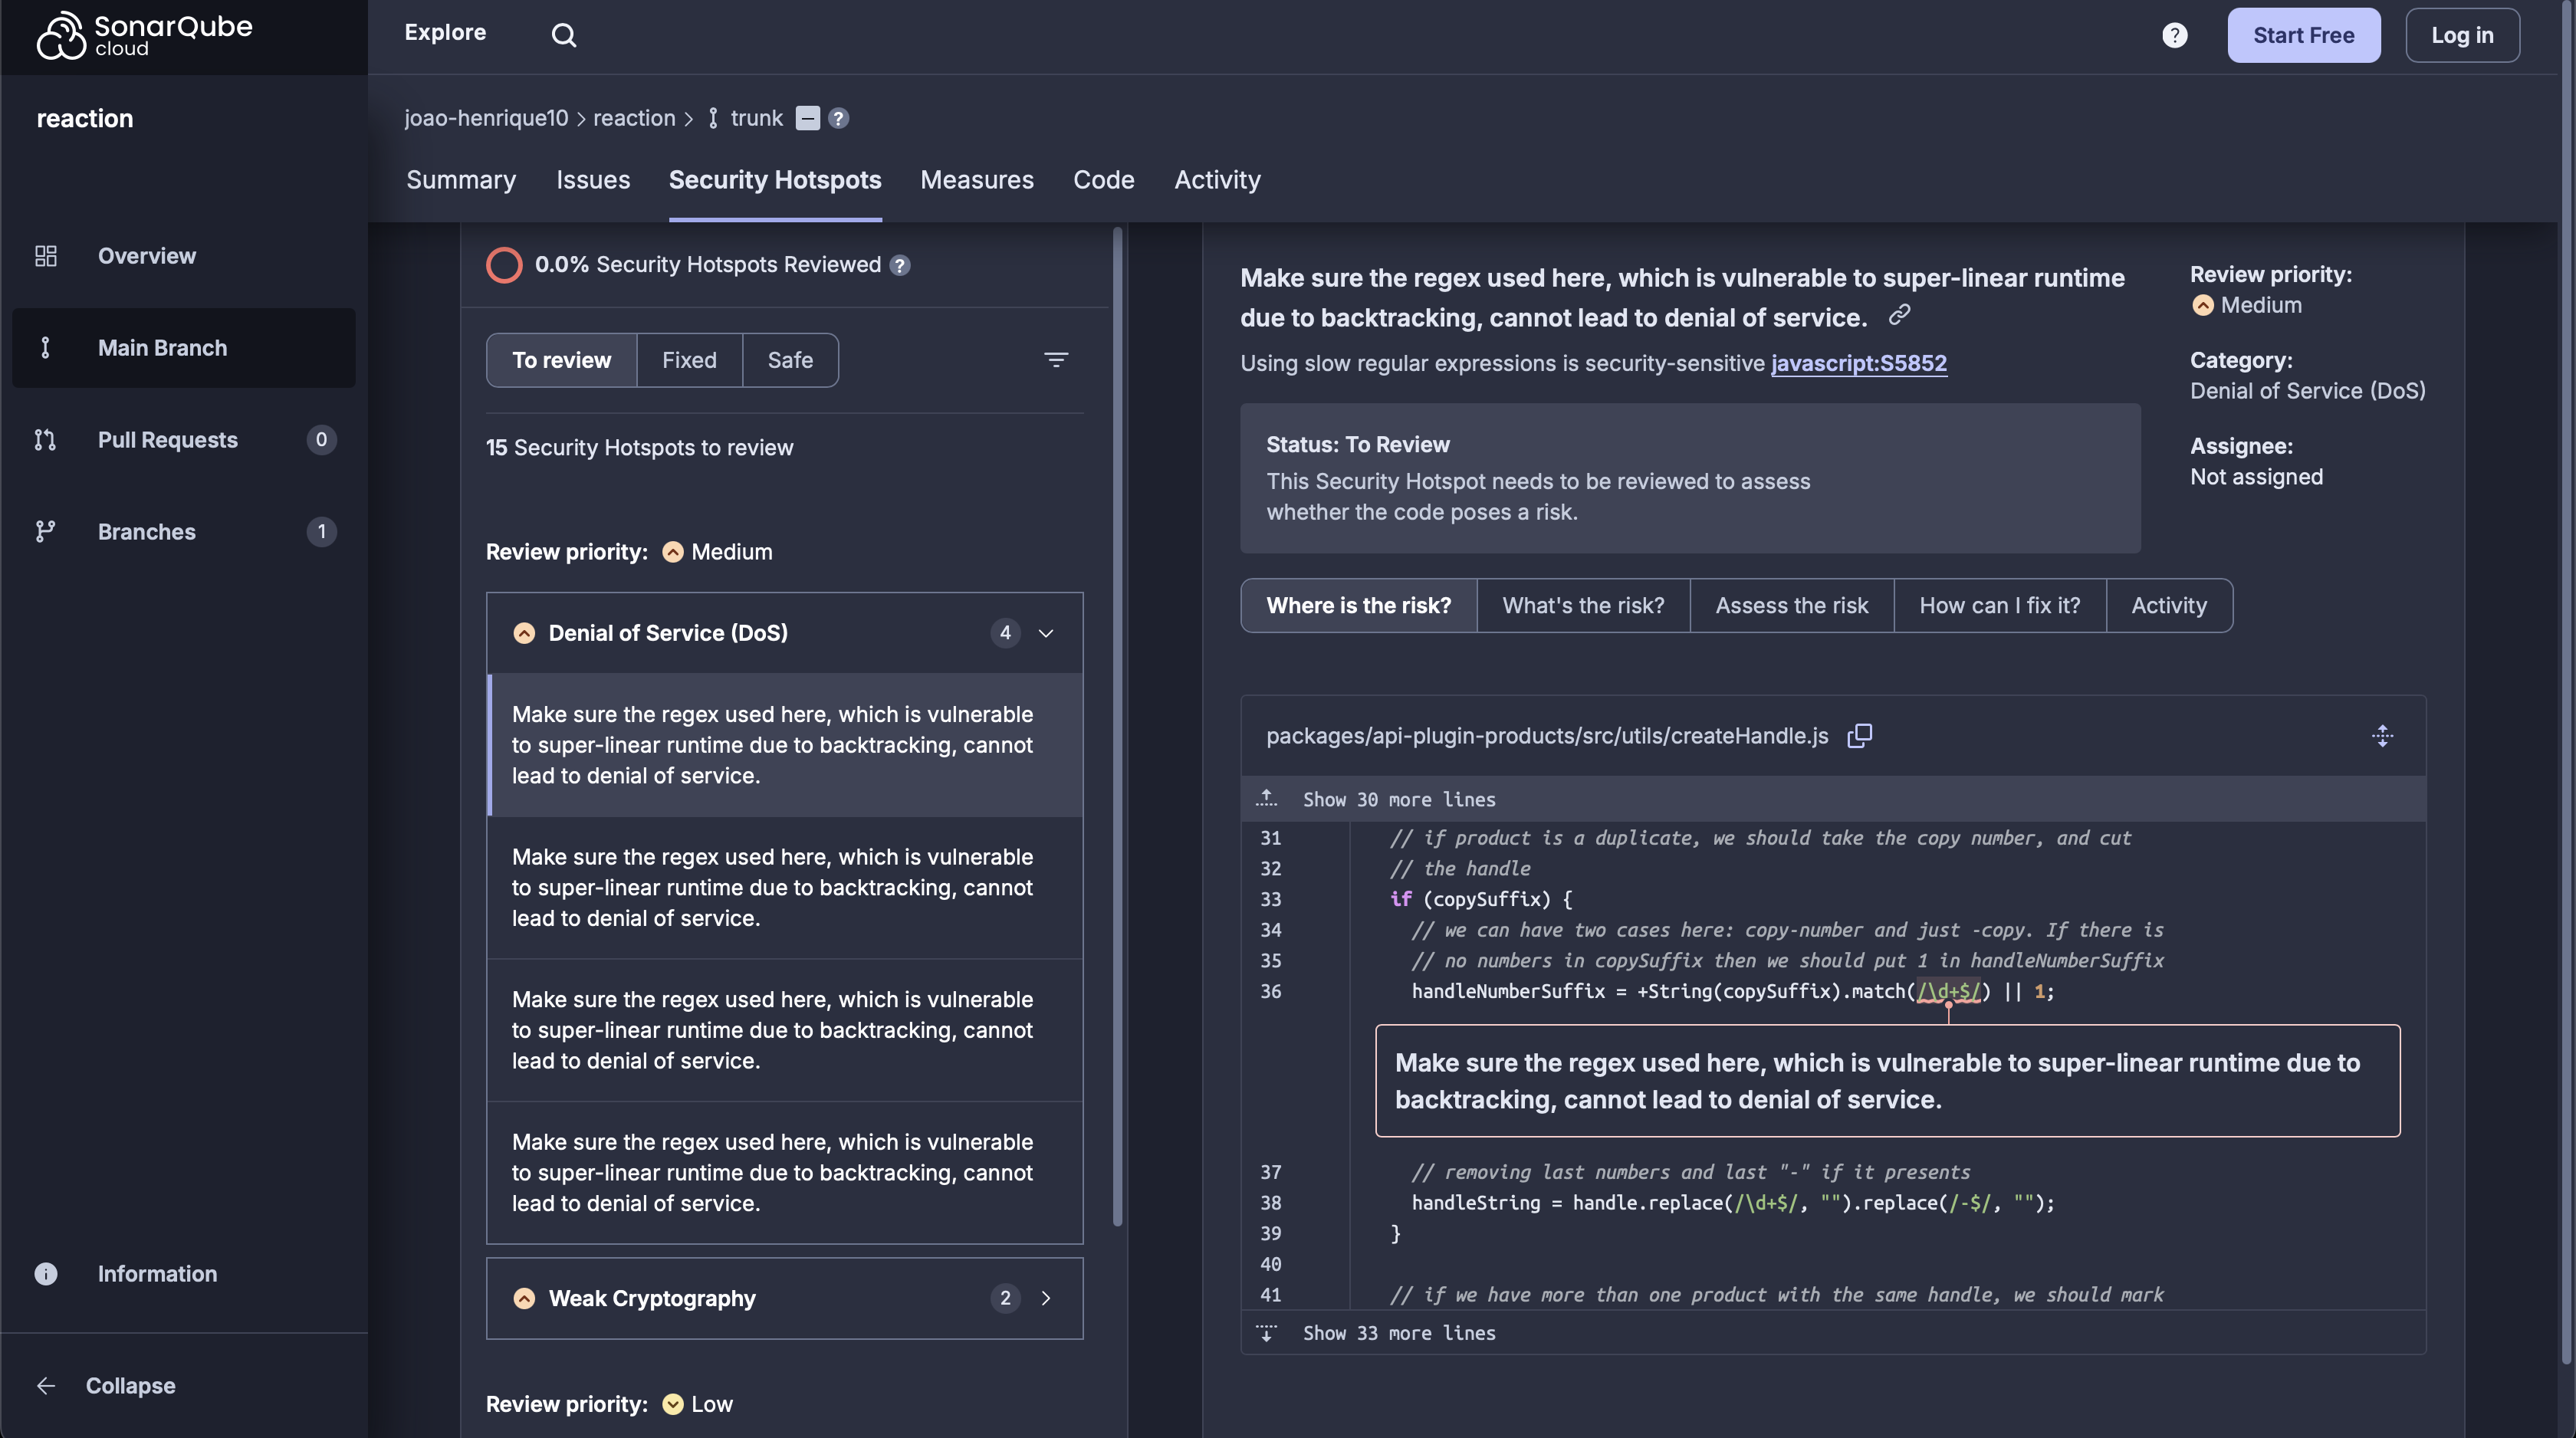 SonarQube
cloud
Explore
?
Start Free
Log in
reaction
joao-henrique10 > reaction > trunk ?
Summary
Issues
Security Hotspots
Measures
Code
Activity
Overview
Main Branch
Pull Requests
0
Branches
1
Information
Collapse
0.0% Security Hotspots Reviewed ?
To review
Fixed
Safe
15 Security Hotspots to review
Review priority: Medium
Denial of Service (DoS)
4
Make sure the regex used here, which is vulnerable
to super-linear runtime due to backtracking, cannot
lead to denial of service.
Make sure the regex used here, which is vulnerable
to super-linear runtime due to backtracking, cannot
lead to denial of service.
Make sure the regex used here, which is vulnerable
to super-linear runtime due to backtracking, cannot
lead to denial of service.
Make sure the regex used here, which is vulnerable
to super-linear runtime due to backtracking, cannot
lead to denial of service.
Weak Cryptography
2
Review priority: Low
Make sure the regex used here, which is vulnerable to super-linear runtime
due to backtracking, cannot lead to denial of service.
Using slow regular expressions is security-sensitive javascript:S5852
Review priority:
Medium
Category:
Denial of Service (DoS)
Assignee:
Not assigned
Status: To Review
This Security Hotspot needs to be reviewed to assess
whether the code poses a risk.
Where is the risk?
What's the risk?
Assess the risk
How can I fix it?
Activity
packages/api-plugin-products/src/utils/createHandle.js
Show 30 more lines
31 // if product is a duplicate, we should take the copy number, and cut
32 // the handle
33 if (copySuffix) {
34 // we can have two cases here: copy-number and just -copy. If there is
35 // no numbers in copySuffix then we should put 1 in handleNumberSuffix
36 handleNumberSuffix = +String(copySuffix).match(/\d+$/) || 1;
Make sure the regex used here, which is vulnerable to super-linear runtime due to
backtracking, cannot lead to denial of service.
37 // removing last numbers and last "-" if it presents
38 handleString = handle.replace(/\d+$/, "").replace(/-$/, "");
39 }
40
41 // if we have more than one product with the same handle, we should mark
Show 33 more lines